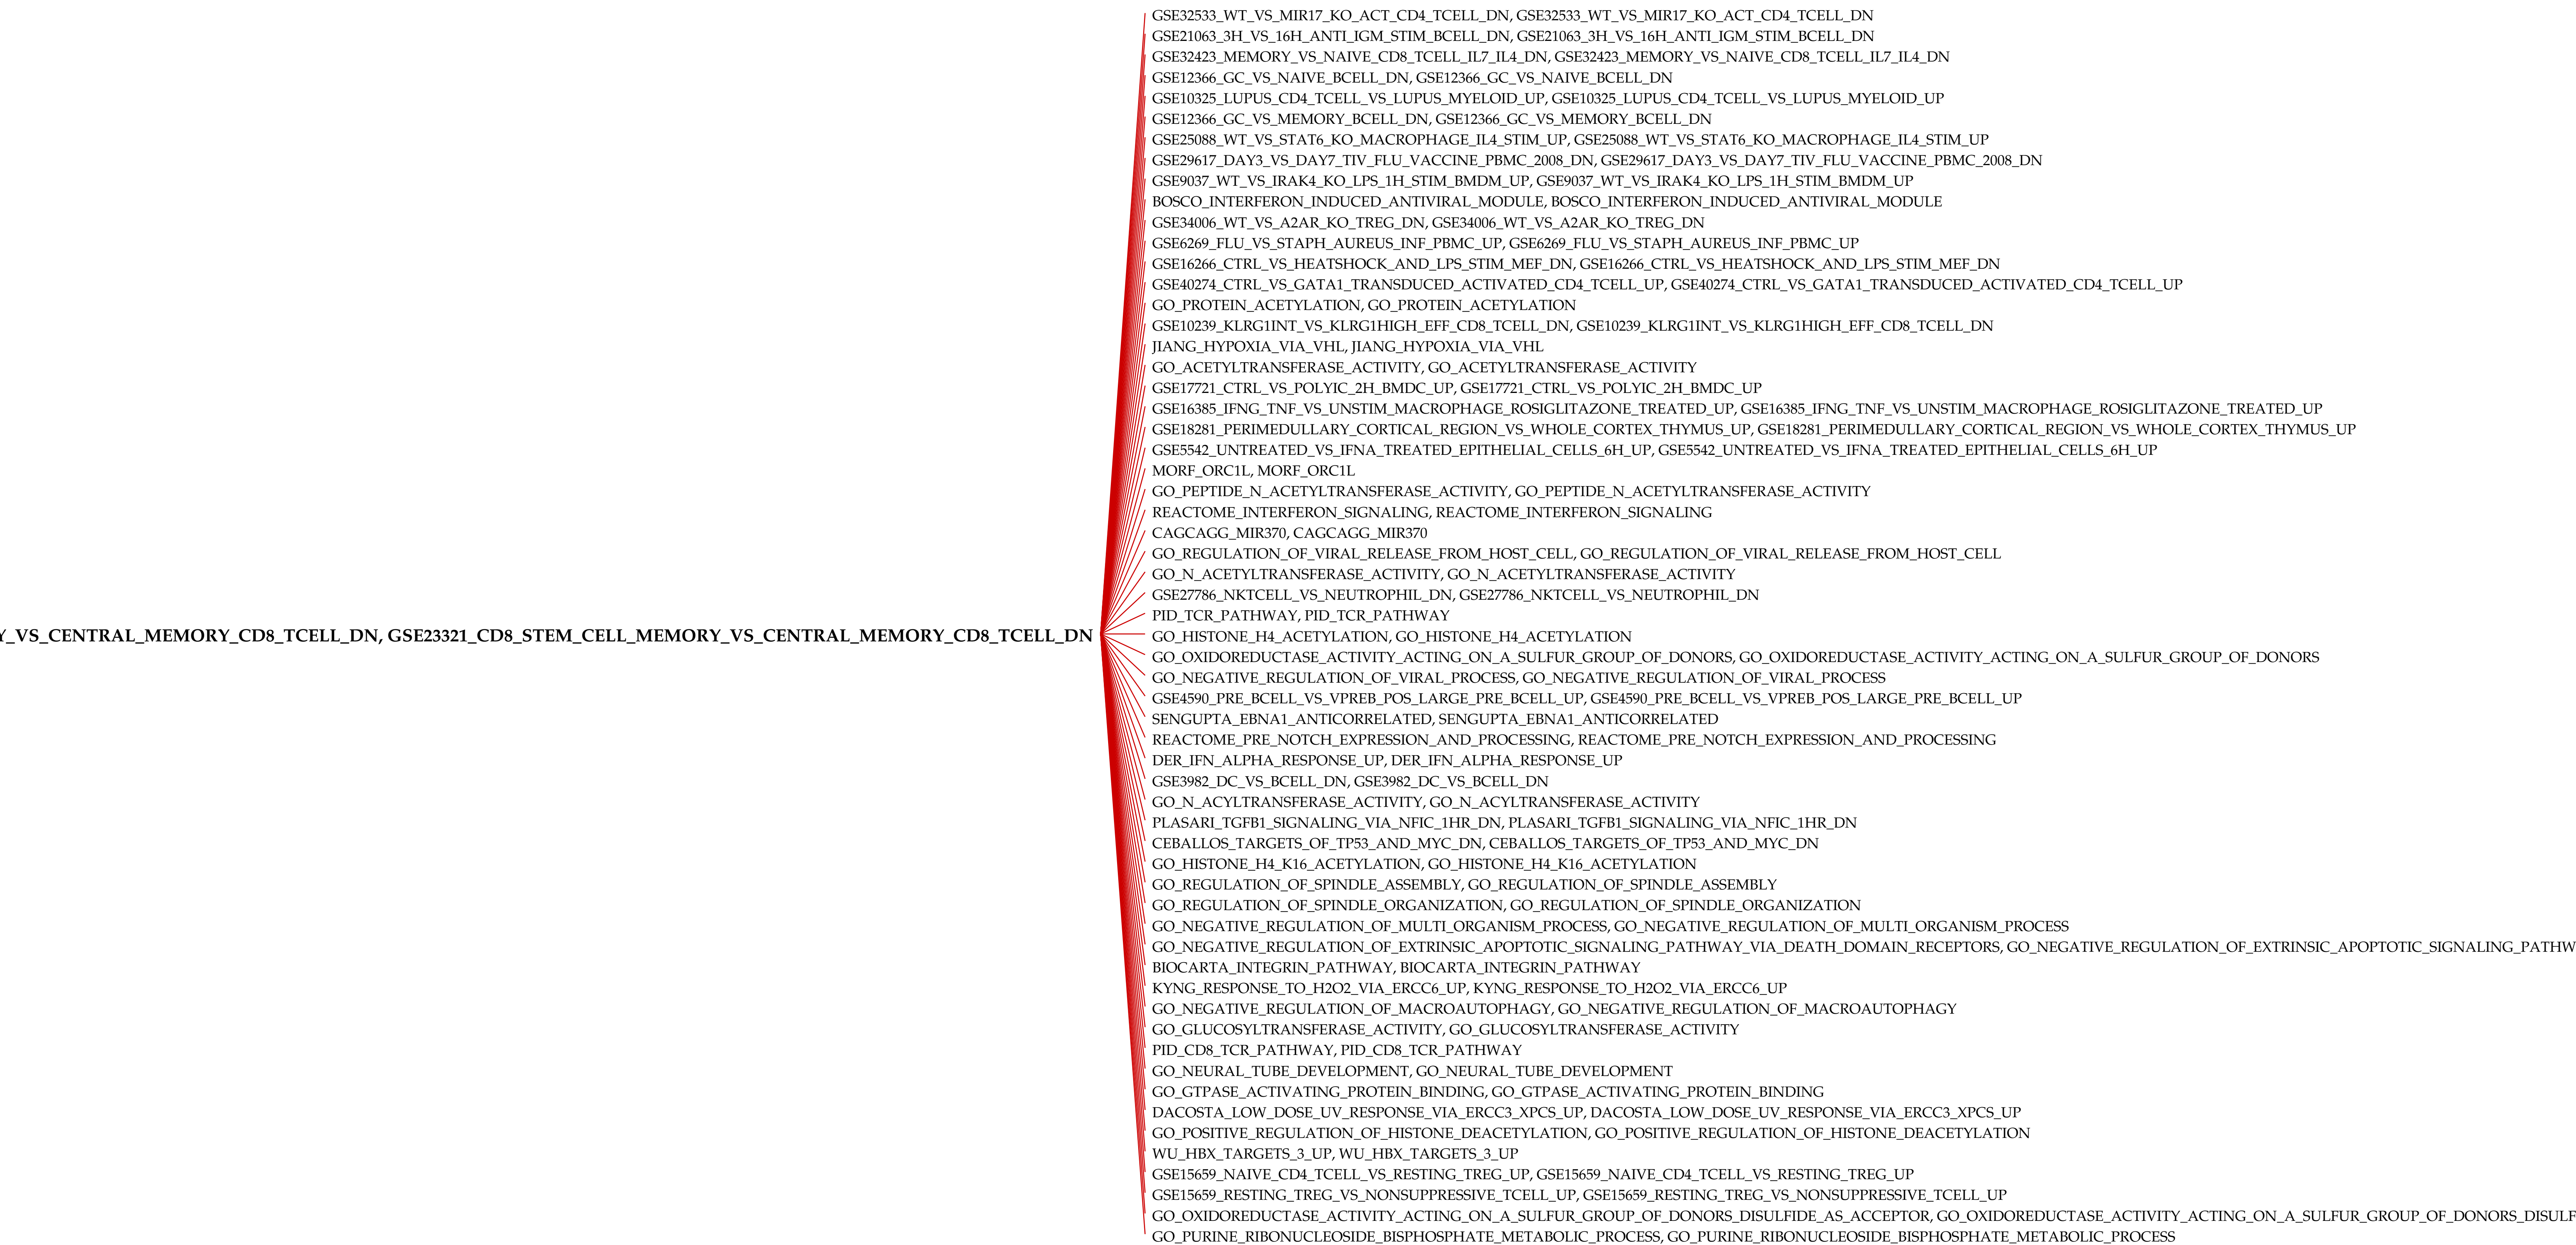 GSE32533_WT_VS_MIR17_KO_ACT_CD4_TCELL_DN, GSE32533_WT_VS_MIR17_KO_ACT_CD4_TCELL_DN
GSE21063_3H_VS_16H_ANTI_IGM_STIM_BCELL_DN, GSE21063_3H_VS_16H_ANTI_IGM_STIM_BCELL_DN
GSE32423_MEMORY_VS_NAIVE_CD8_TCELL_IL7_IL4_DN, GSE32423_MEMORY_VS_NAIVE_CD8_TCELL_IL7_IL4_DN
GSE12366_GC_VS_NAIVE_BCELL_DN, GSE12366_GC_VS_NAIVE_BCELL_DN
GSE10325_LUPUS_CD4_TCELL_VS_LUPUS_MYELOID_UP, GSE10325_LUPUS_CD4_TCELL_VS_LUPUS_MYELOID_UP
GSE12366_GC_VS_MEMORY_BCELL_DN, GSE12366_GC_VS_MEMORY_BCELL_DN
GSE25088_WT_VS_STAT6_KO_MACROPHAGE_IL4_STIM_UP, GSE25088_WT_VS_STAT6_KO_MACROPHAGE_IL4_STIM_UP
GSE29617_DAY3_VS_DAY7_TIV_FLU_VACCINE_PBMC_2008_DN, GSE29617_DAY3_VS_DAY7_TIV_FLU_VACCINE_PBMC_2008_DN
GSE9037_WT_VS_IRAK4_KO_LPS_1H_STIM_BMDM_UP, GSE9037_WT_VS_IRAK4_KO_LPS_1H_STIM_BMDM_UP
BOSCO_INTERFERON_INDUCED_ANTIVIRAL_MODULE, BOSCO_INTERFERON_INDUCED_ANTIVIRAL_MODULE
GSE34006_WT_VS_A2AR_KO_TREG_DN, GSE34006_WT_VS_A2AR_KO_TREG_DN
GSE6269_FLU_VS_STAPH_AUREUS_INF_PBMC_UP, GSE6269_FLU_VS_STAPH_AUREUS_INF_PBMC_UP
GSE16266_CTRL_VS_HEATSHOCK_AND_LPS_STIM_MEF_DN, GSE16266_CTRL_VS_HEATSHOCK_AND_LPS_STIM_MEF_DN
GSE40274_CTRL_VS_GATA1_TRANSDUCED_ACTIVATED_CD4_TCELL_UP, GSE40274_CTRL_VS_GATA1_TRANSDUCED_ACTIVATED_CD4_TCELL_UP
GO_PROTEIN_ACETYLATION, GO_PROTEIN_ACETYLATION
GSE10239_KLRG1INT_VS_KLRG1HIGH_EFF_CD8_TCELL_DN, GSE10239_KLRG1INT_VS_KLRG1HIGH_EFF_CD8_TCELL_DN
JIANG_HYPOXIA_VIA_VHL, JIANG_HYPOXIA_VIA_VHL
GO_ACETYLTRANSFERASE_ACTIVITY, GO_ACETYLTRANSFERASE_ACTIVITY
GSE17721_CTRL_VS_POLYIC_2H_BMDC_UP, GSE17721_CTRL_VS_POLYIC_2H_BMDC_UP
GSE16385_IFNG_TNF_VS_UNSTIM_MACROPHAGE_ROSIGLITAZONE_TREATED_UP, GSE16385_IFNG_TNF_VS_UNSTIM_MACROPHAGE_ROSIGLITAZONE_TREATED_UP
GSE18281_PERIMEDULLARY_CORTICAL_REGION_VS_WHOLE_CORTEX_THYMUS_UP, GSE18281_PERIMEDULLARY_CORTICAL_REGION_VS_WHOLE_CORTEX_THYMUS_UP
GSE5542_UNTREATED_VS_IFNA_TREATED_EPITHELIAL_CELLS_6H_UP, GSE5542_UNTREATED_VS_IFNA_TREATED_EPITHELIAL_CELLS_6H_UP
MORF_ORC1L, MORF_ORC1L
GO_PEPTIDE_N_ACETYLTRANSFERASE_ACTIVITY, GO_PEPTIDE_N_ACETYLTRANSFERASE_ACTIVITY
REACTOME_INTERFERON_SIGNALING, REACTOME_INTERFERON_SIGNALING
CAGCAGG_MIR370, CAGCAGG_MIR370
GO_REGULATION_OF_VIRAL_RELEASE_FROM_HOST_CELL, GO_REGULATION_OF_VIRAL_RELEASE_FROM_HOST_CELL
GO_N_ACETYLTRANSFERASE_ACTIVITY, GO_N_ACETYLTRANSFERASE_ACTIVITY
GSE27786_NKTCELL_VS_NEUTROPHIL_DN, GSE27786_NKTCELL_VS_NEUTROPHIL_DN
PID_TCR_PATHWAY, PID_TCR_PATHWAY
Y_VS_CENTRAL_MEMORY_CD8_TCELL_DN, GSE23321_CD8_STEM_CELL_MEMORY_VS_CENTRAL_MEMORY_CD8_TCELL_DN
GO_HISTONE_H4_ACETYLATION, GO_HISTONE_H4_ACETYLATION
GO_OXIDOREDUCTASE_ACTIVITY_ACTING_ON_A_SULFUR_GROUP_OF_DONORS, GO_OXIDOREDUCTASE_ACTIVITY_ACTING_ON_A_SULFUR_GROUP_OF_DONORS
GO_NEGATIVE_REGULATION_OF_VIRAL_PROCESS, GO_NEGATIVE_REGULATION_OF_VIRAL_PROCESS
GSE4590_PRE_BCELL_VS_VPREB_POS_LARGE_PRE_BCELL_UP, GSE4590_PRE_BCELL_VS_VPREB_POS_LARGE_PRE_BCELL_UP
SENGUPTA_EBNA1_ANTICORRELATED, SENGUPTA_EBNA1_ANTICORRELATED
REACTOME_PRE_NOTCH_EXPRESSION_AND_PROCESSING, REACTOME_PRE_NOTCH_EXPRESSION_AND_PROCESSING
DER_IFN_ALPHA_RESPONSE_UP, DER_IFN_ALPHA_RESPONSE_UP
GSE3982_DC_VS_BCELL_DN, GSE3982_DC_VS_BCELL_DN
GO_N_ACYLTRANSFERASE_ACTIVITY, GO_N_ACYLTRANSFERASE_ACTIVITY
PLASARI_TGFB1_SIGNALING_VIA_NFIC_1HR_DN, PLASARI_TGFB1_SIGNALING_VIA_NFIC_1HR_DN
CEBALLOS_TARGETS_OF_TP53_AND_MYC_DN, CEBALLOS_TARGETS_OF_TP53_AND_MYC_DN
GO_HISTONE_H4_K16_ACETYLATION, GO_HISTONE_H4_K16_ACETYLATION
GO_REGULATION_OF_SPINDLE_ASSEMBLY, GO_REGULATION_OF_SPINDLE_ASSEMBLY
GO_REGULATION_OF_SPINDLE_ORGANIZATION, GO_REGULATION_OF_SPINDLE_ORGANIZATION
GO_NEGATIVE_REGULATION_OF_MULTI_ORGANISM_PROCESS, GO_NEGATIVE_REGULATION_OF_MULTI_ORGANISM_PROCESS
GO_NEGATIVE_REGULATION_OF_EXTRINSIC_APOPTOTIC_SIGNALING_PATHWAY_VIA_DEATH_DOMAIN_RECEPTORS, GO_NEGATIVE_REGULATION_OF_EXTRINSIC_APOPTOTIC_SIGNALING_PATHW
BIOCARTA_INTEGRIN_PATHWAY, BIOCARTA_INTEGRIN_PATHWAY
KYNG_RESPONSE_TO_H2O2_VIA_ERCC6_UP, KYNG_RESPONSE_TO_H2O2_VIA_ERCC6_UP
GO_NEGATIVE_REGULATION_OF_MACROAUTOPHAGY, GO_NEGATIVE_REGULATION_OF_MACROAUTOPHAGY
GO_GLUCOSYLTRANSFERASE_ACTIVITY, GO_GLUCOSYLTRANSFERASE_ACTIVITY
PID_CD8_TCR_PATHWAY, PID_CD8_TCR_PATHWAY
GO_NEURAL_TUBE_DEVELOPMENT, GO_NEURAL_TUBE_DEVELOPMENT
GO_GTPASE_ACTIVATING_PROTEIN_BINDING, GO_GTPASE_ACTIVATING_PROTEIN_BINDING
DACOSTA_LOW_DOSE_UV_RESPONSE_VIA_ERCC3_XPCS_UP, DACOSTA_LOW_DOSE_UV_RESPONSE_VIA_ERCC3_XPCS_UP
GO_POSITIVE_REGULATION_OF_HISTONE_DEACETYLATION, GO_POSITIVE_REGULATION_OF_HISTONE_DEACETYLATION
WU_HBX_TARGETS_3_UP, WU_HBX_TARGETS_3_UP
GSE15659_NAIVE_CD4_TCELL_VS_RESTING_TREG_UP, GSE15659_NAIVE_CD4_TCELL_VS_RESTING_TREG_UP
GSE15659_RESTING_TREG_VS_NONSUPPRESSIVE_TCELL_UP, GSE15659_RESTING_TREG_VS_NONSUPPRESSIVE_TCELL_UP
GO_OXIDOREDUCTASE_ACTIVITY_ACTING_ON_A_SULFUR_GROUP_OF_DONORS_DISULFIDE_AS_ACCEPTOR, GO_OXIDOREDUCTASE_ACTIVITY_ACTING_ON_A_SULFUR_GROUP_OF_DONORS_DISULF
GO_PURINE_RIBONUCLEOSIDE_BISPHOSPHATE_METABOLIC_PROCESS, GO_PURINE_RIBONUCLEOSIDE_BISPHOSPHATE_METABOLIC_PROCESS